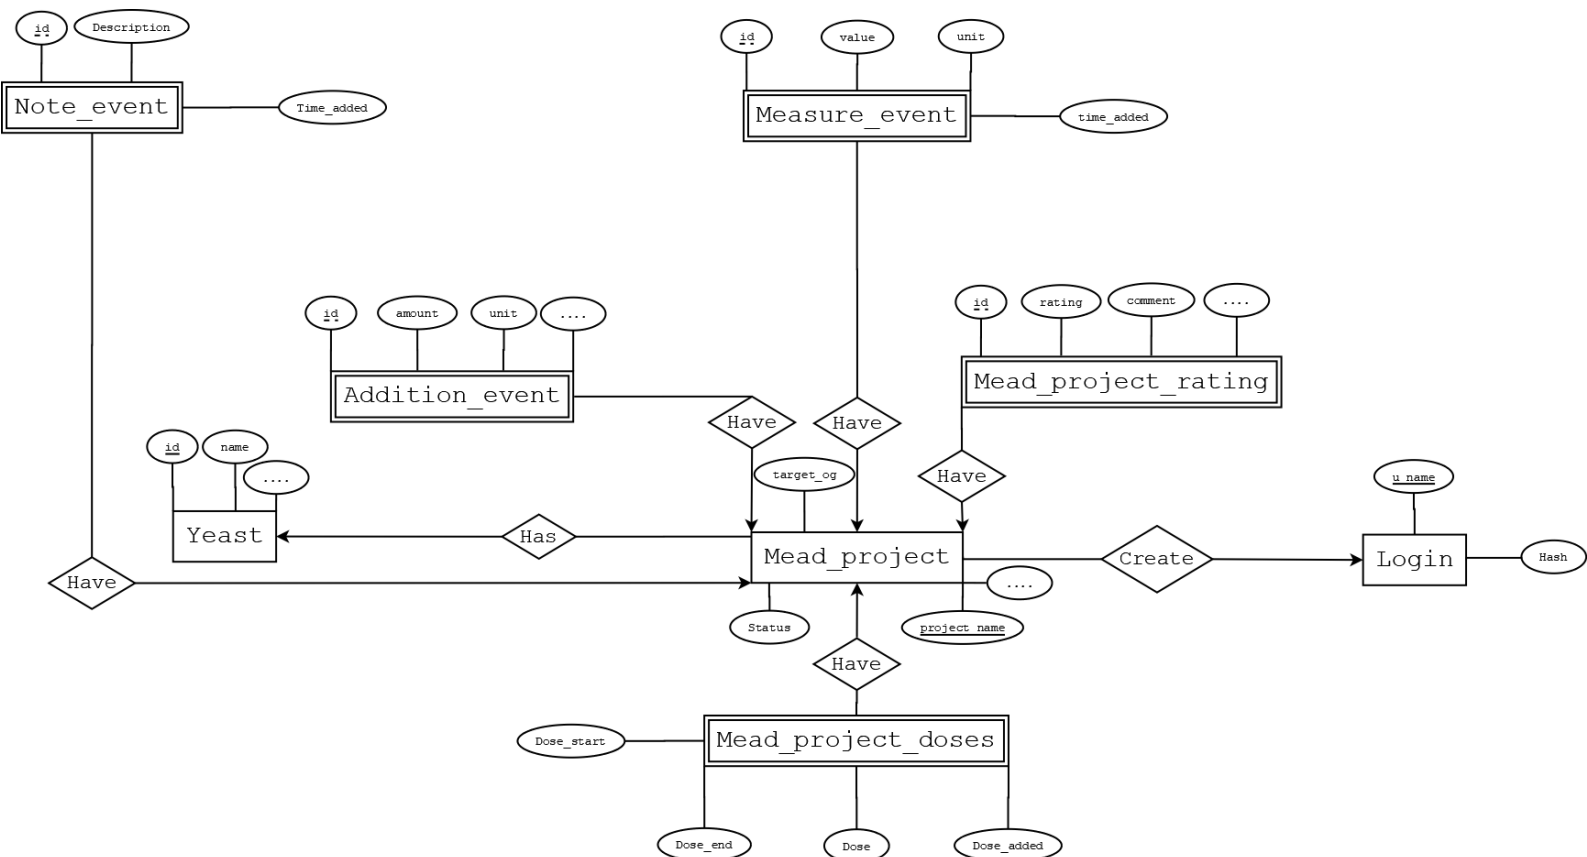 id
Description
Note_event
Time_added
id
value
unit
Measure_event
time_added
id
amount
unit
....
Addition_event
id
rating
comment
....
Mead_project_rating
Have
Have
Have
id
name
....
Yeast
Has
target_og
Mead_project
Create
u_name
Login
Hash
Have
....
Status
project_name
Have
Dose_start
Mead_project_doses
Dose_end
Dose
Dose_added